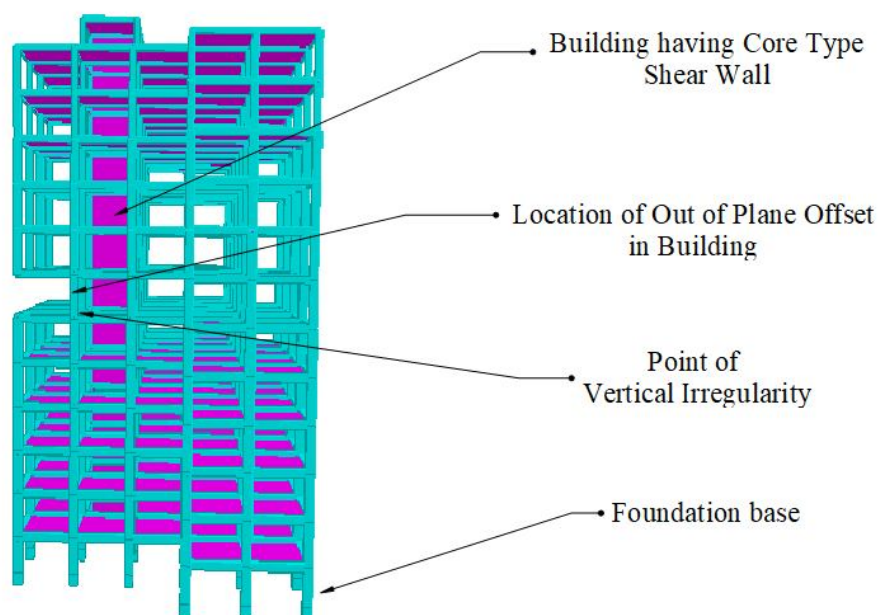 Building having Core Type
Shear Wall
Location of Out of Plane Offset
in Building
Point of
Vertical Irregularity
Foundation base